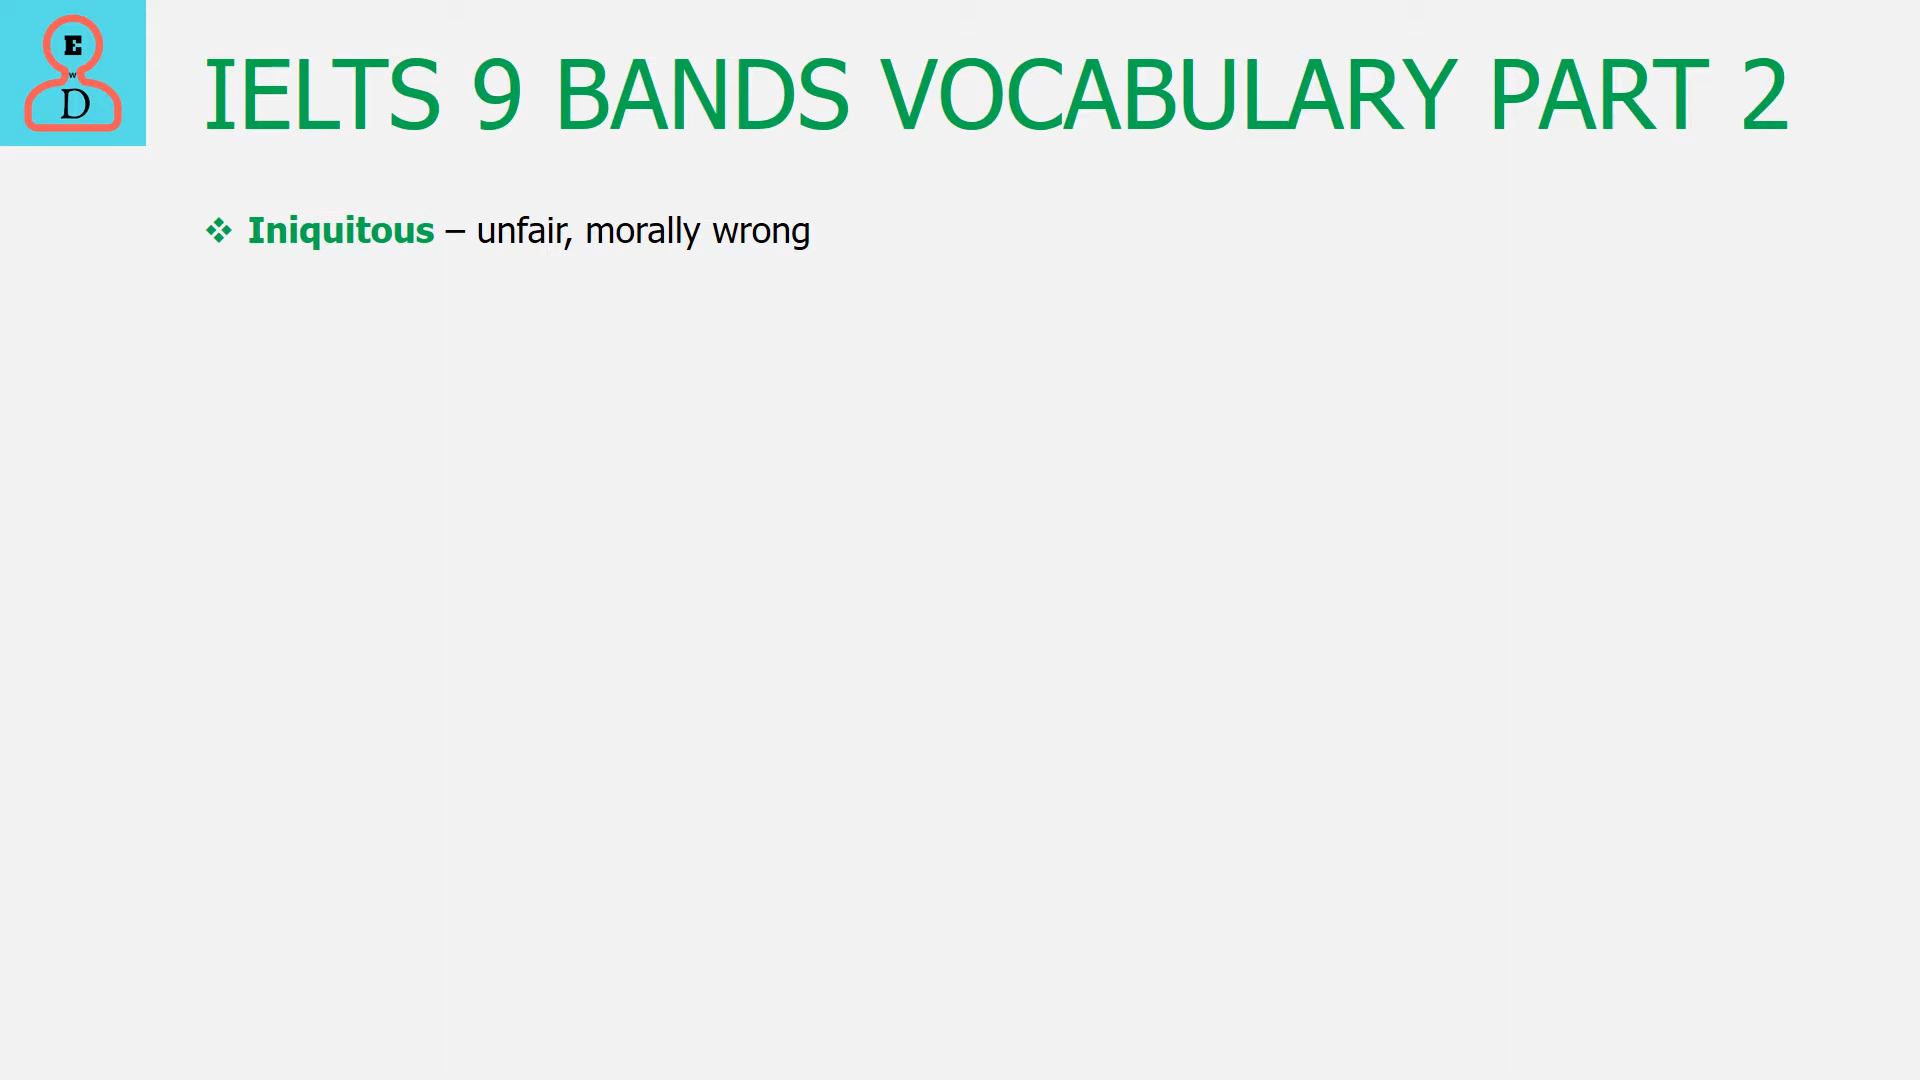 E
w
D
IELTS 9 BANDS VOCABULARY PART 2
❖ Iniquitous – unfair, morally wrong